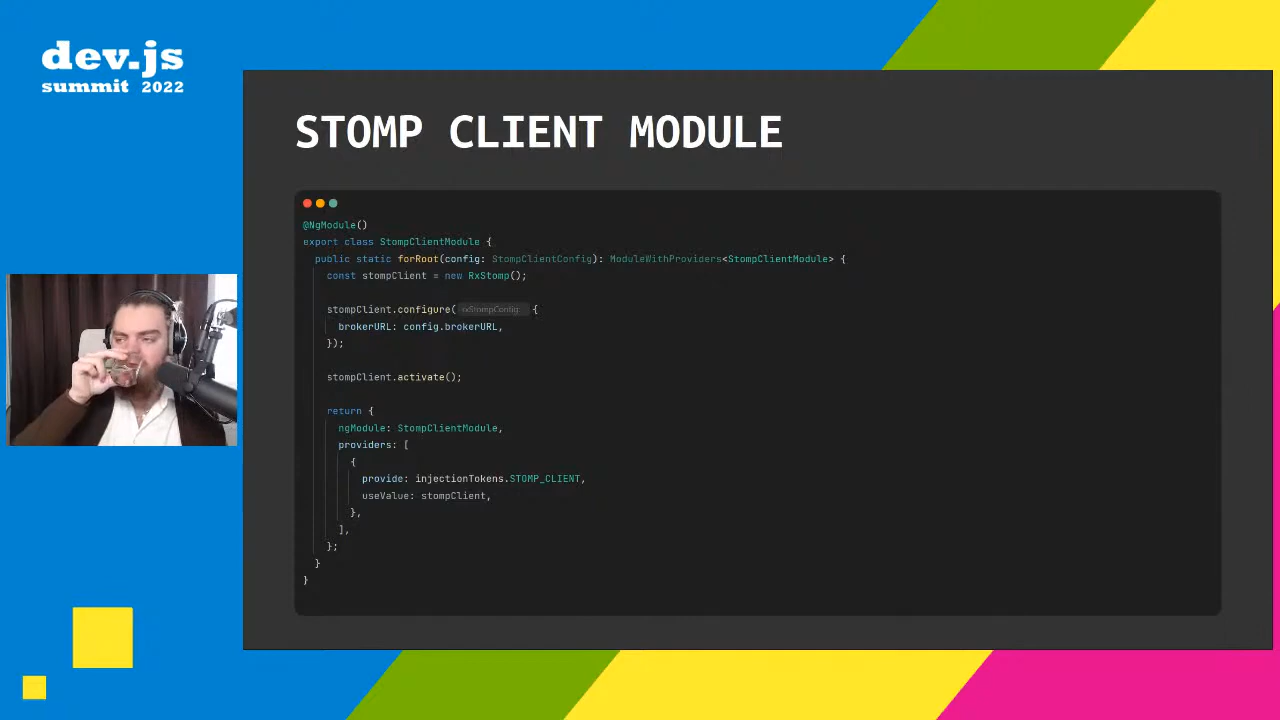 dev.js
summit 2022
STOMP CLIENT MODULE
@NgModule()
export class StompClientModule {
public static forRoot(config: StompClientConfig): ModuleWithProviders<StompClientModule> {
const stompClient = new RxStomp();
stompClient.configure( rxStompConfig: {
brokerURL: config.brokerURL,
});
stompClient.activate();
return {
ngModule: StompClientModule,
providers: [
{
provide: injectionTokens.STOMP_CLIENT,
useValue: stompClient,
},
],
};
}
}